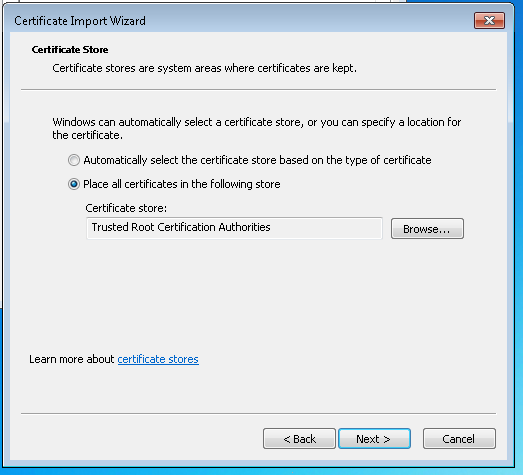 Certificate Import Wizard
Certificate Store
Certificate stores are system areas where certificates are kept.
Windows can automatically select a certificate store, or you can specify a location for
the certificate.
Automatically select the certificate store based on the type of certificate
Place all certificates in the following store
Certificate store:
Trusted Root Certification Authorities
Browse...
Learn more about certificate stores
< Back
Next >
Cancel